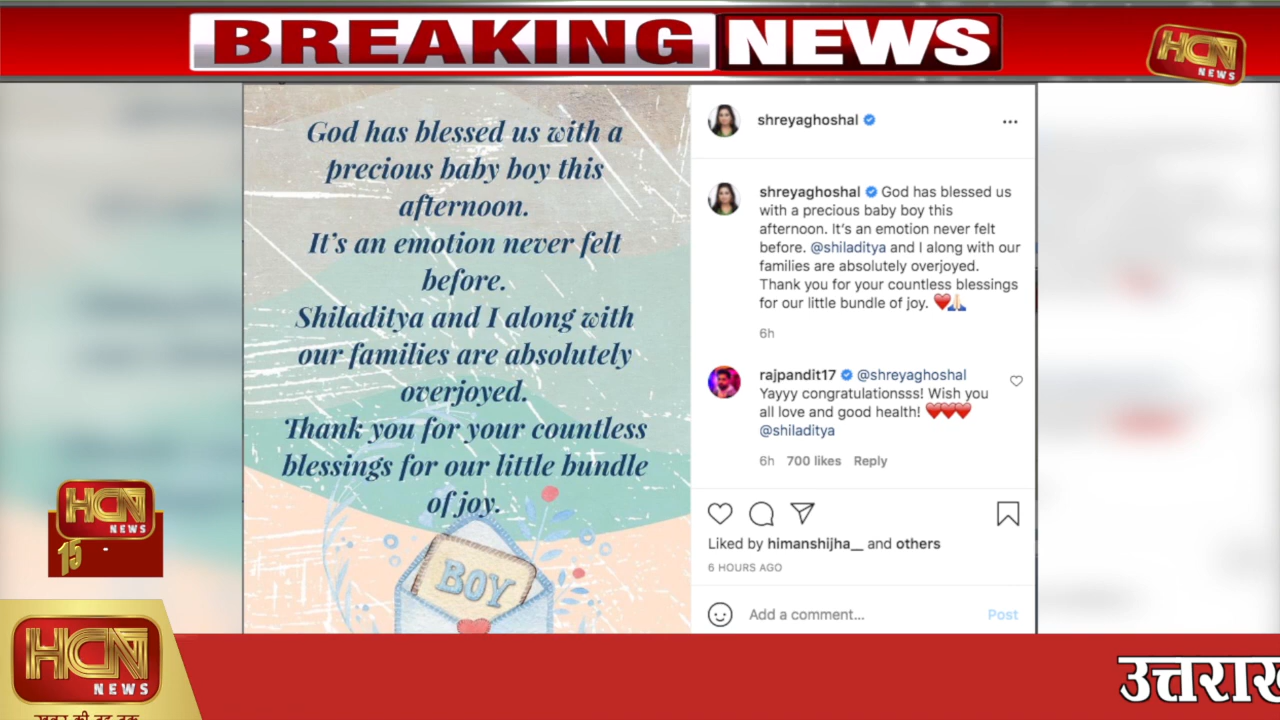 BREAKING NEWS
HCN
NEWS
God has blessed us with a
precious baby boy this
afternoon.
It's an emotion never felt
before.
Shiladitya and I along with
our families are absolutely
overjoyed.
Thank you for your countless
blessings for our little bundle
of joy.
BOY
shreyaghoshal
shreyaghoshal God has blessed us
with a precious baby boy this
afternoon. It's an emotion never felt
before. @shiladitya and I along with our
families are absolutely overjoyed.
Thank you for your countless blessings
for our little bundle of joy. ❤️🙏🏻
6h
rajpandit17 @shreyaghoshal
Yayyy congratulationsss! Wish you
all love and good health! ❤️❤️❤️
@shiladitya
6h 700 likes Reply
Liked by himanshijha__ and others
6 HOURS AGO
Add a comment... Post
HCN
NEWS
15
HCN
NEWS
उत्तराख